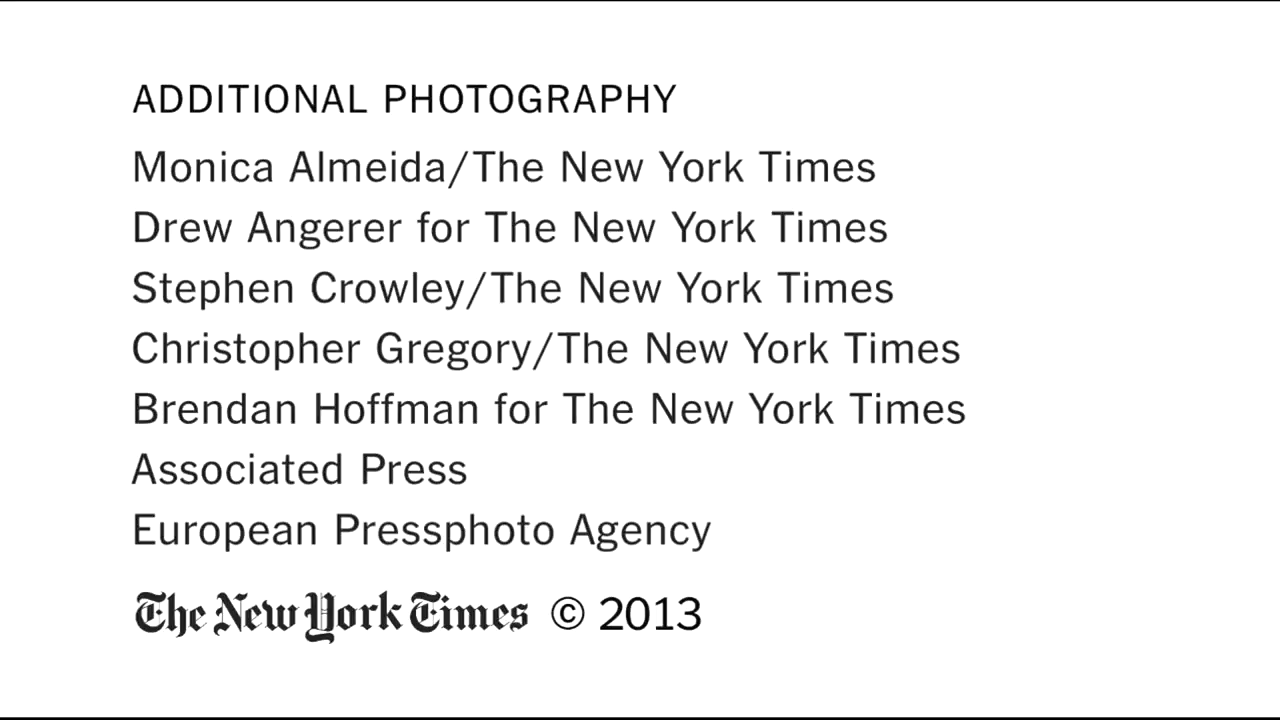 ADDITIONAL PHOTOGRAPHY
Monica Almeida/The New York Times
Drew Angerer for The New York Times
Stephen Crowley/The New York Times
Christopher Gregory/The New York Times
Brendan Hoffman for The New York Times
Associated Press
European Pressphoto Agency
The New York Times © 2013